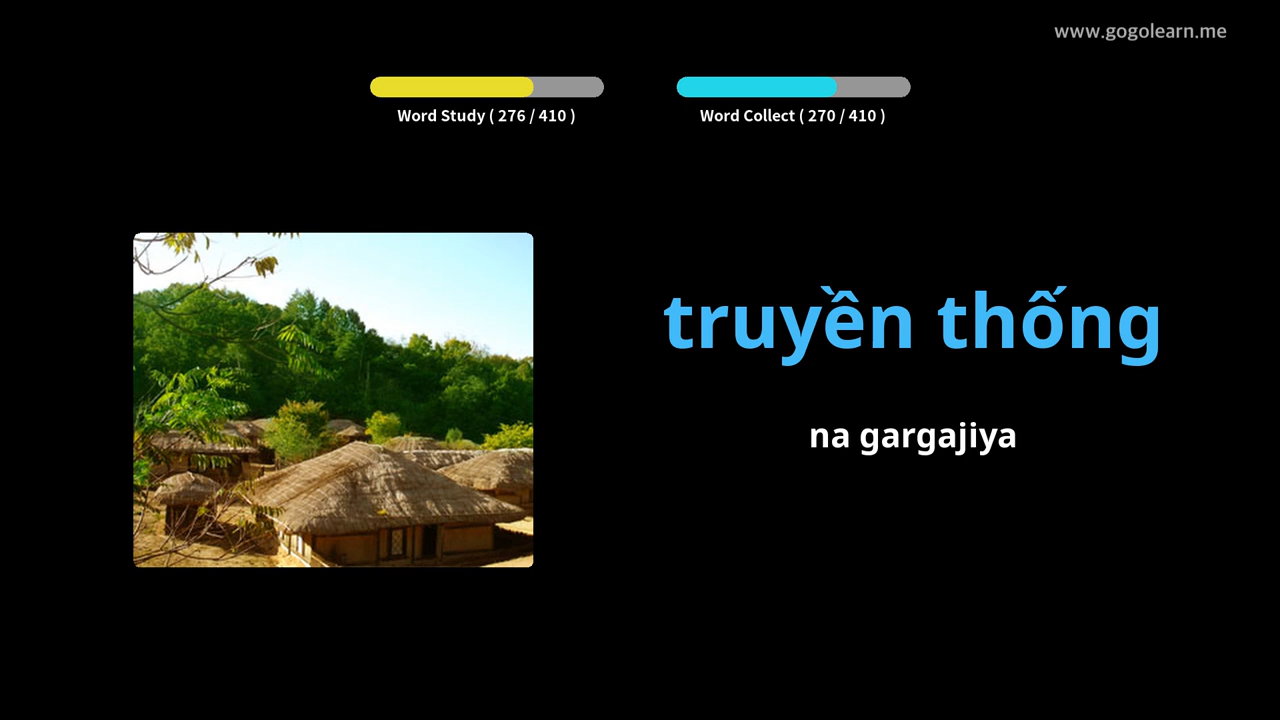 www.gogolearn.me
Word Study ( 276 / 410 )
Word Collect ( 270 / 410 )
truyền thống
na gargajiya